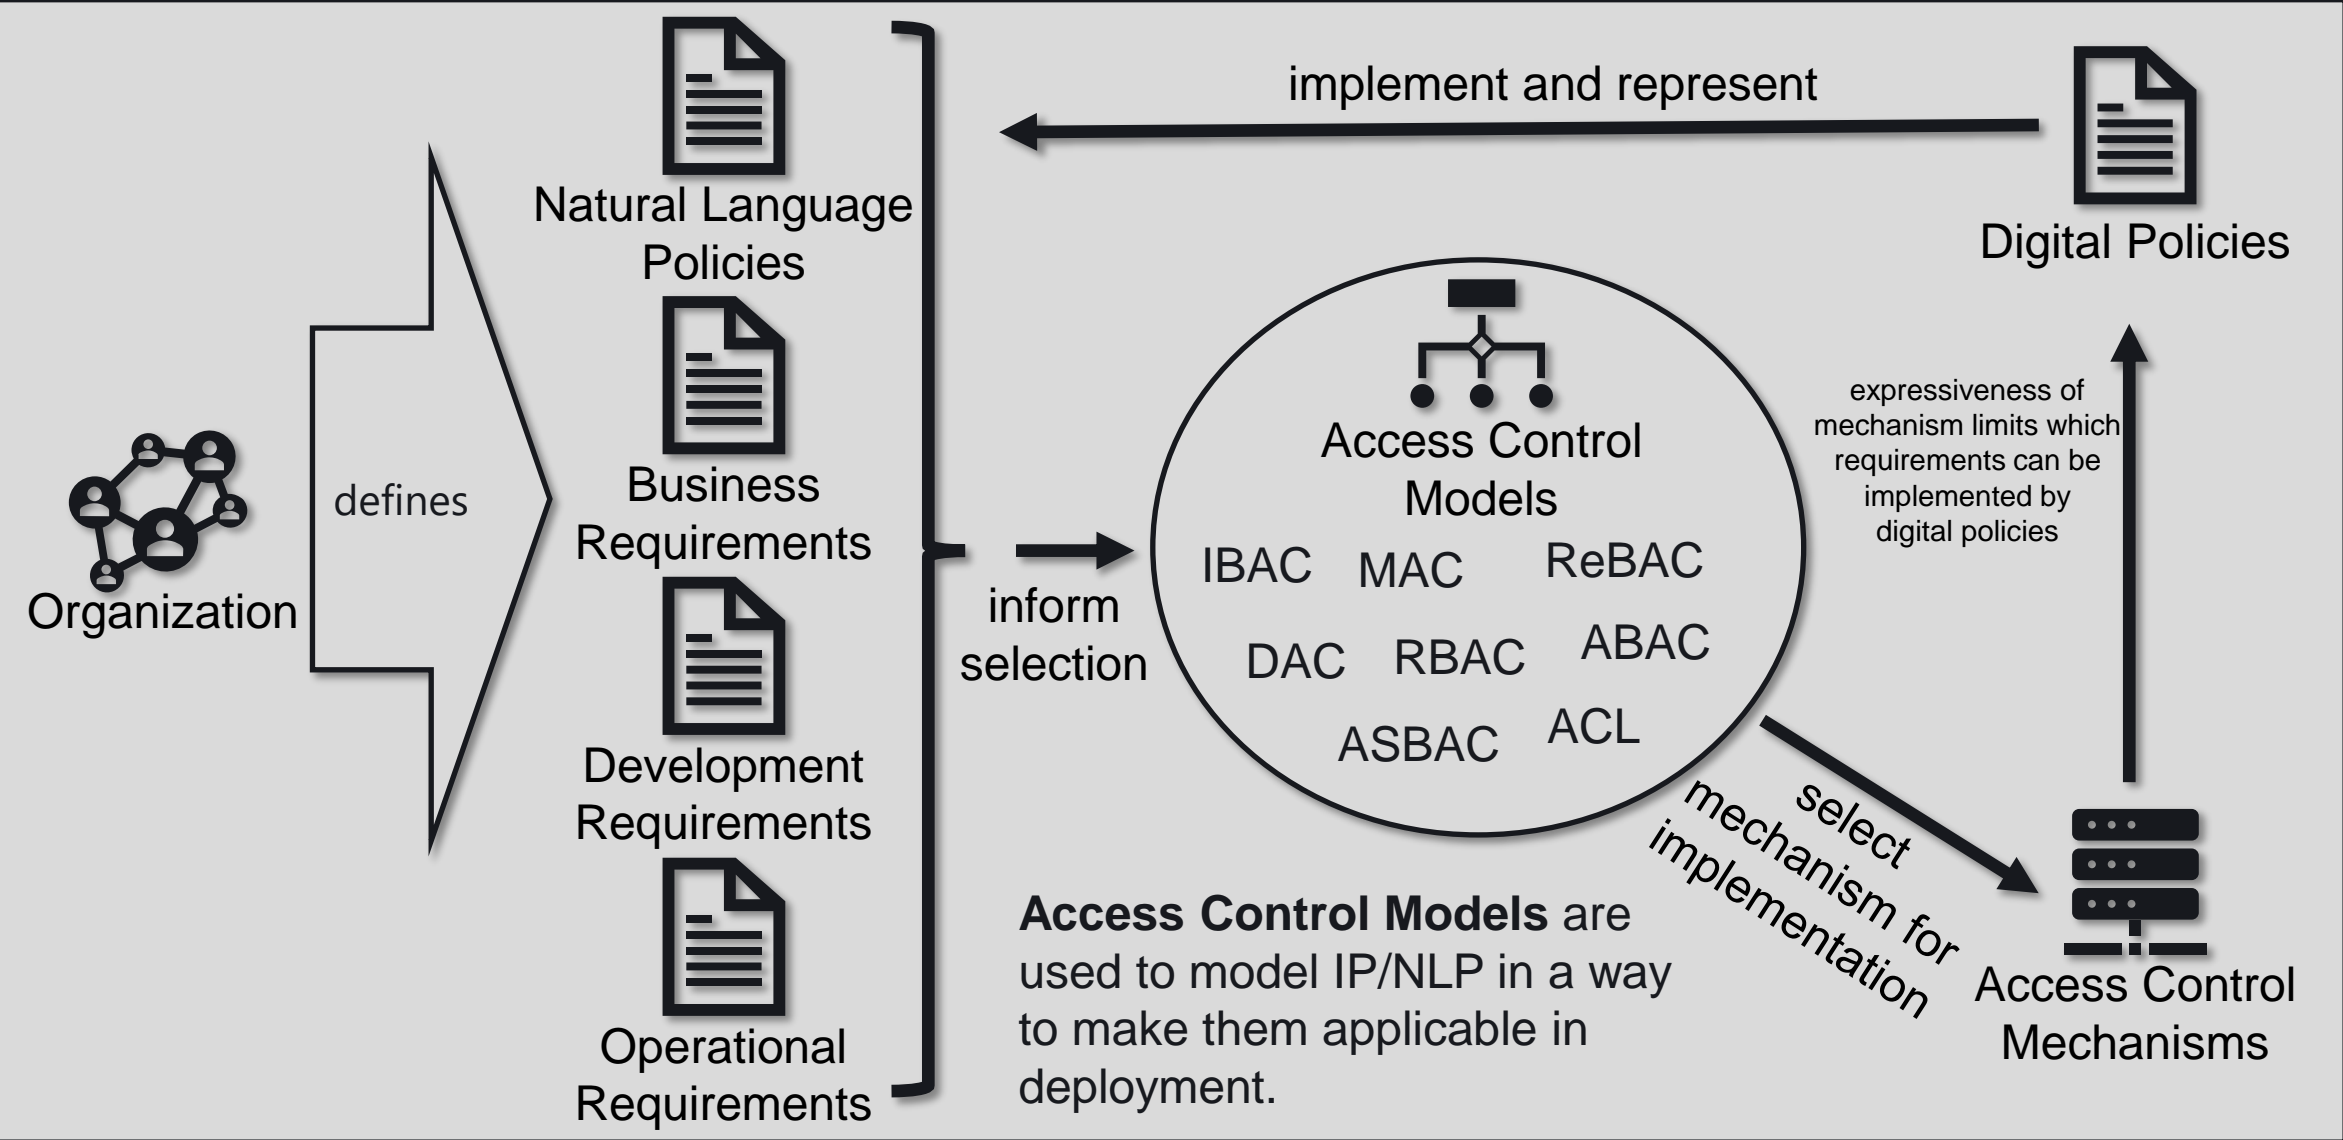 Organization
defines
Natural Language
Policies
Business
Requirements
Development
Requirements
Operational
Requirements
inform
selection
implement and represent
Digital Policies
Access Control
Models
IBAC MAC ReBAC
DAC RBAC ABAC
ASBAC ACL
expressiveness of
mechanism limits which
requirements can be
implemented by
digital policies
select
mechanism for
implementation
Access Control
Mechanisms
Access Control Models are
used to model IP/NLP in a way
to make them applicable in
deployment.